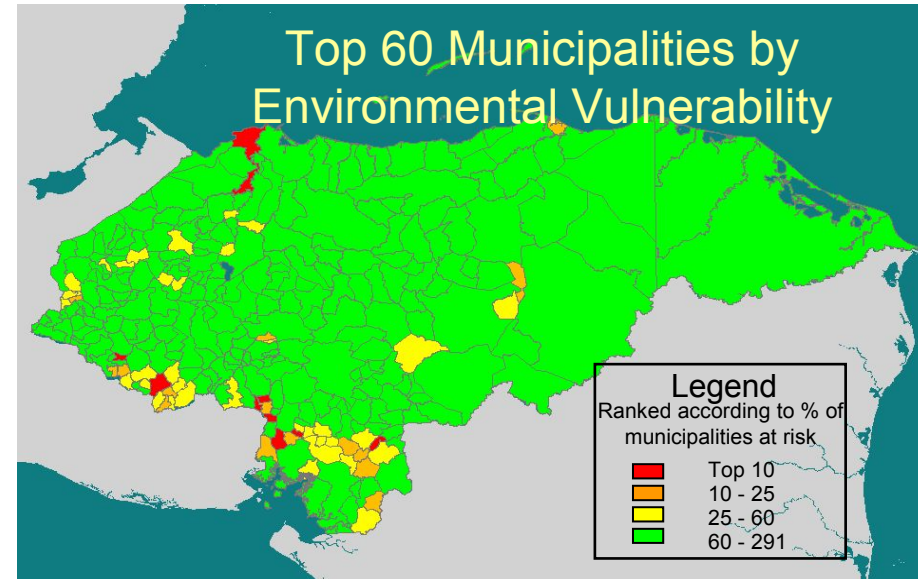 Top 60 Municipalities by
Environmental Vulnerability
Legend
Ranked according to % of
municipalities at risk
Top 10
10 - 25
25 - 60
60 - 291